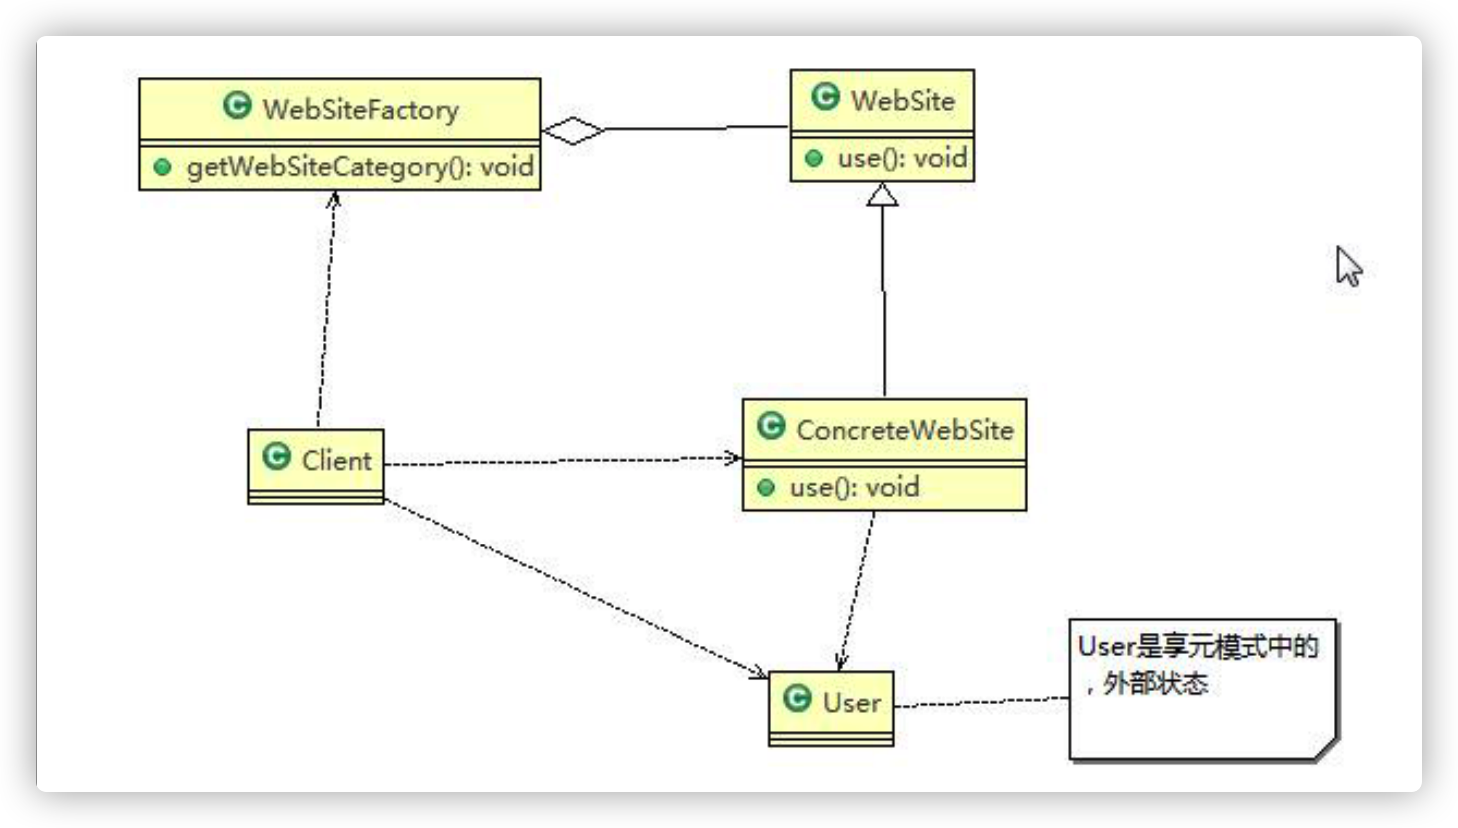 WebSiteFactory
getWebSiteCategory(): void
WebSite
use(): void
Client
ConcreteWebSite
use(): void
User
User是享元模式中的
，外部状态